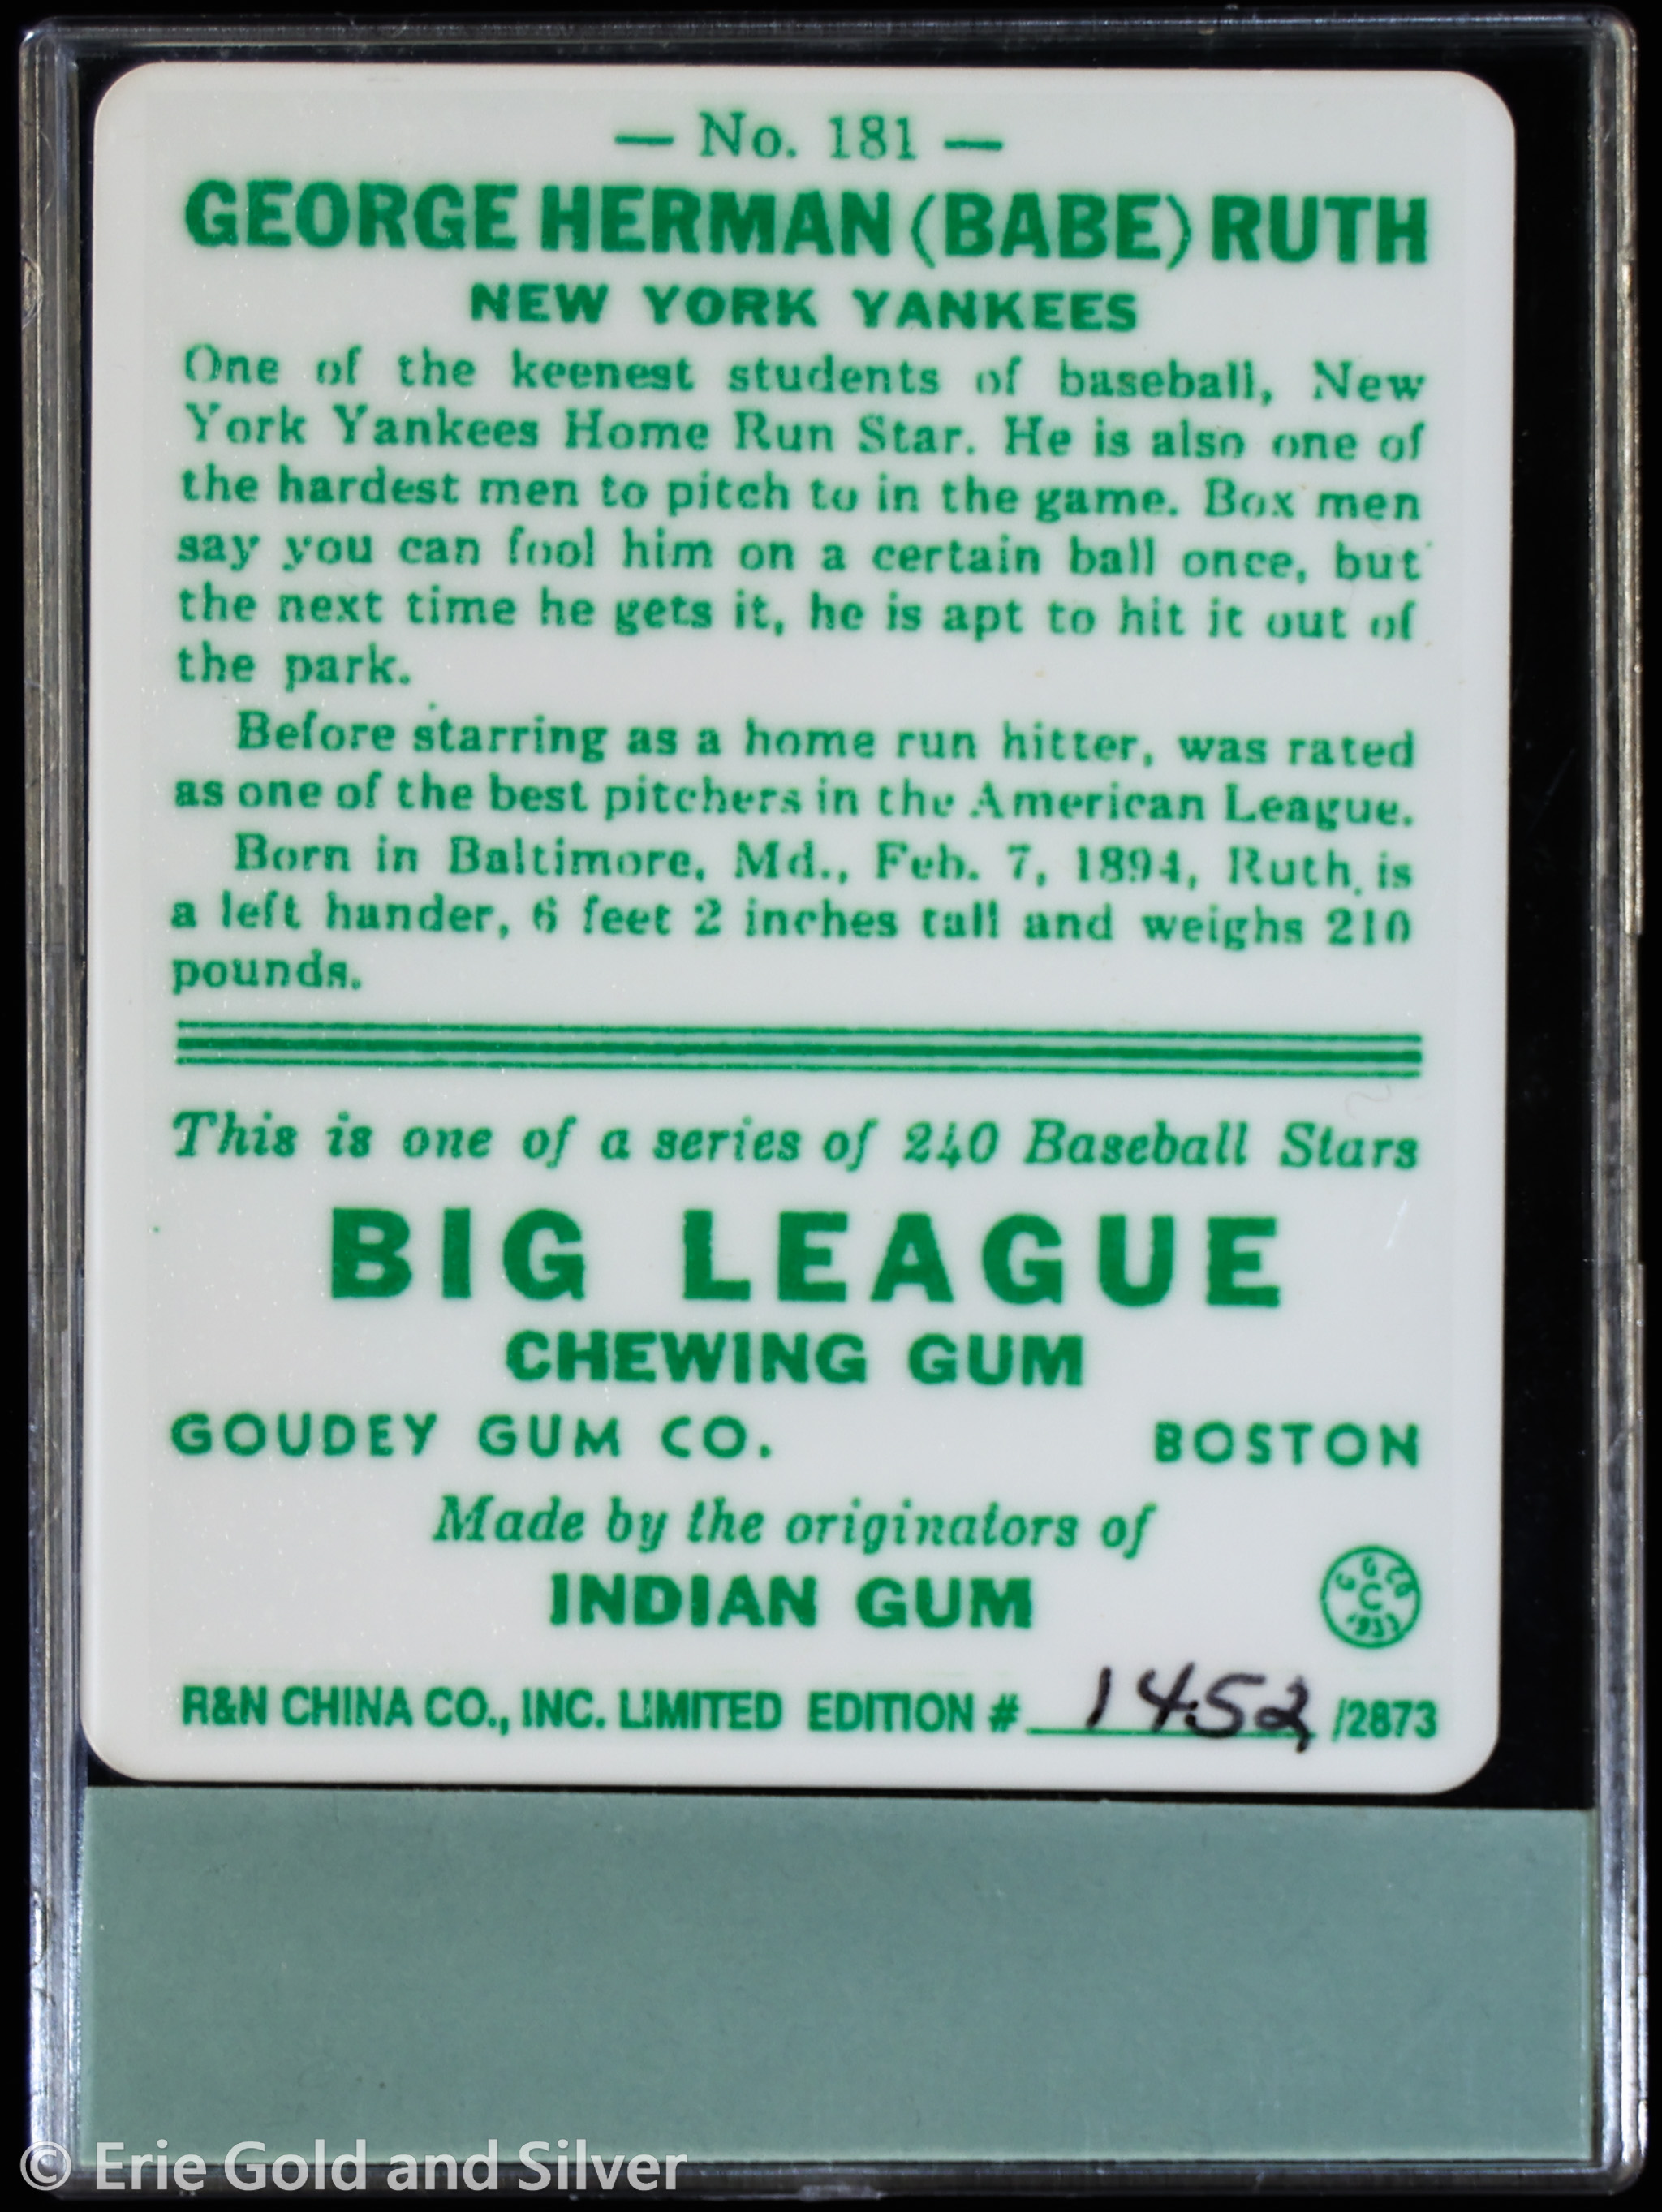 — No. 181 —
GEORGE HERMAN (BABE) RUTH
NEW YORK YANKEES
One of the keenest students of baseball, New
York Yankees Home Run Star. He is also one of
the hardest men to pitch to in the game. Box men
say you can fool him on a certain ball once, but
the next time he gets it, he is apt to hit it out of
the park.
Before starring as a home run hitter, was rated
as one of the best pitchers in the American League.
Born in Baltimore, Md., Feb. 7, 1894, Ruth, is
a left hander, 6 feet 2 inches tall and weighs 210
pounds.
This is one of a series of 240 Baseball Stars
BIG LEAGUE
CHEWING GUM
GOUDEY GUM CO. BOSTON
Made by the originators of
INDIAN GUM
G G CO
C
1933
R&N CHINA CO., INC. LIMITED EDITION # 1452 /2873
© Erie Gold and Silver